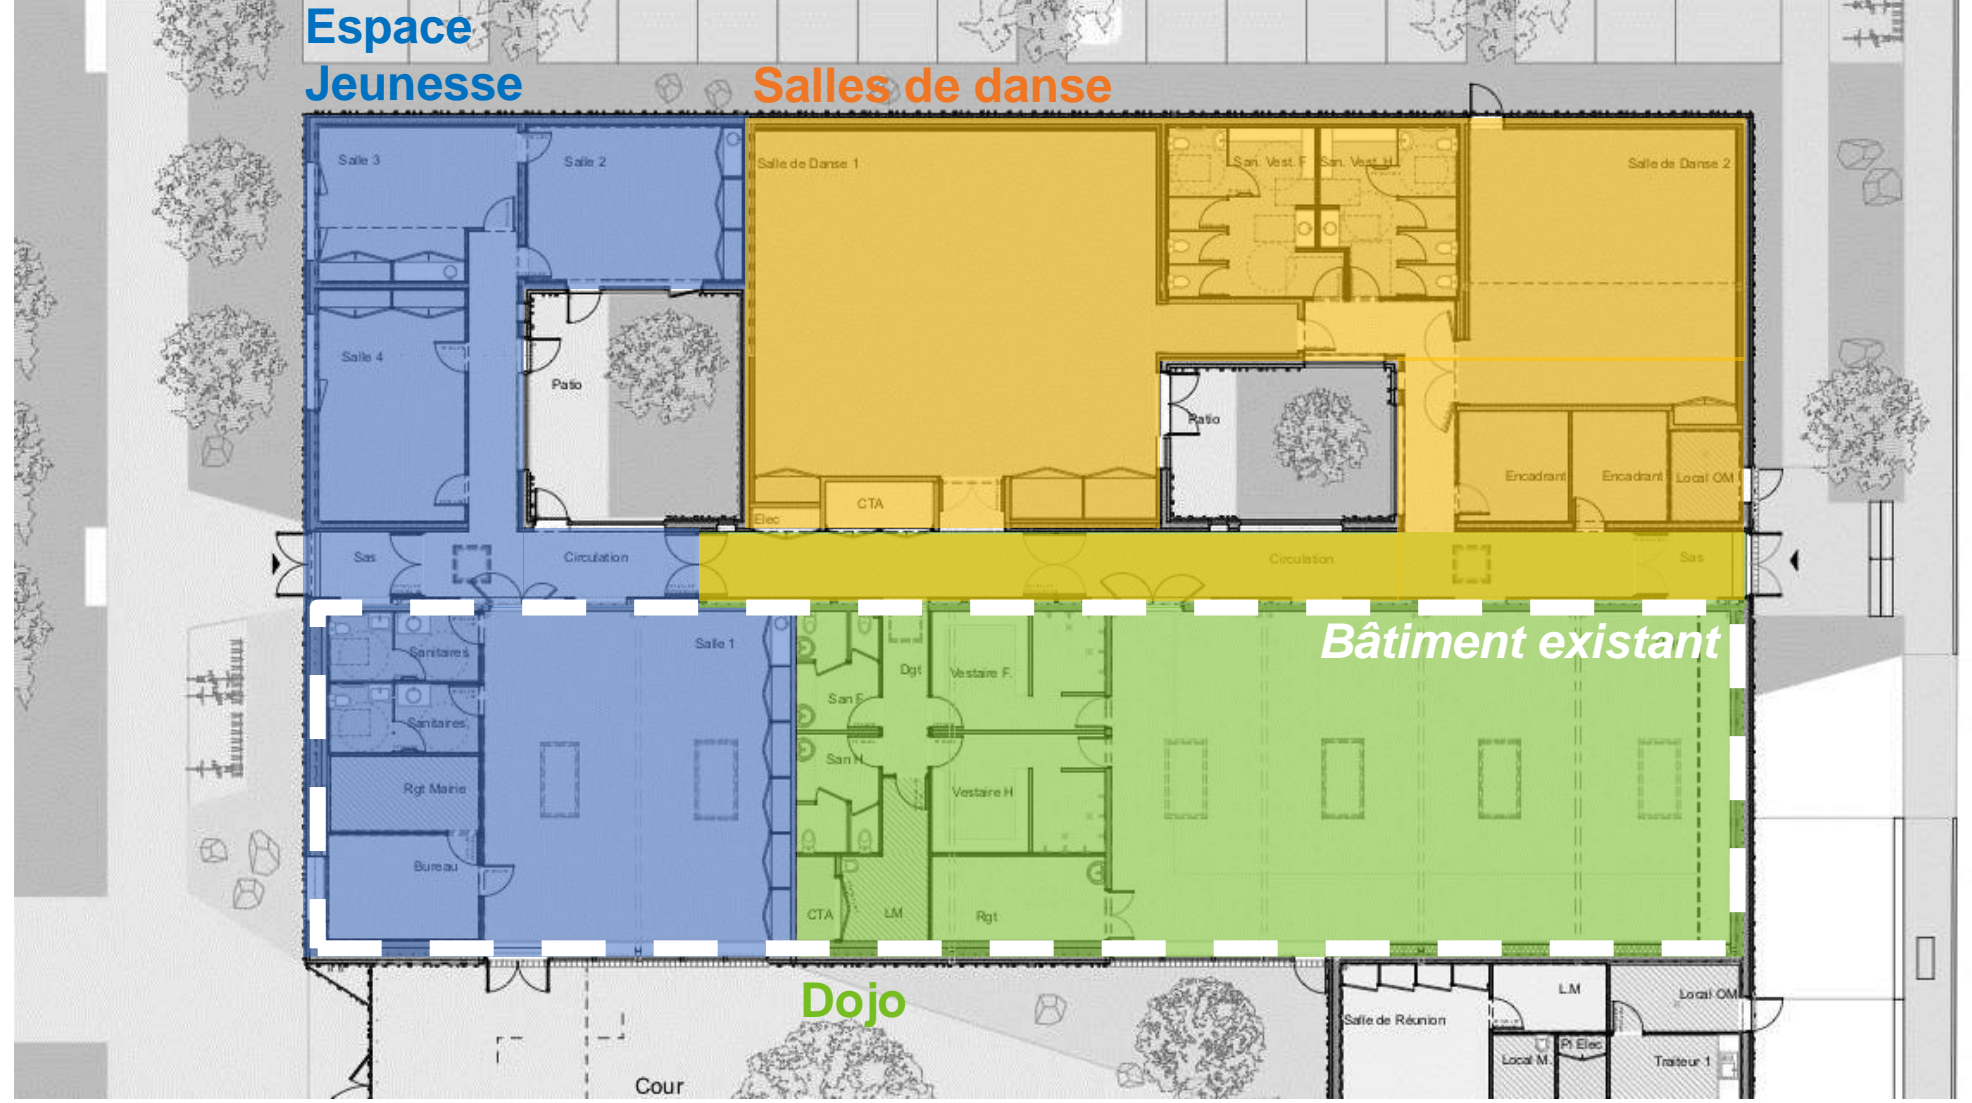 Espace
Jeunesse
Salles de danse
Salle 3
Salle 2
Salle de Danse 1
San. Vest. F
San. Vest. H
Salle de Danse 2
Salle 4
Patio
Patio
Encadrant
Encadrant
Local OM
CTA
Elec
Sas
Circulation
Circulation
Sas
Bâtiment existant
Sanitaires
Salle 1
Dgt
Vestaire F.
San F
Sanitaires
San H
Rgt Mairie
Vestaire H
Bureau
CTA
LM
Rgt
Dojo
L.M
Local OM
Salle de Réunion
Pl Elec
Local M.
Traiteur 1
Cour